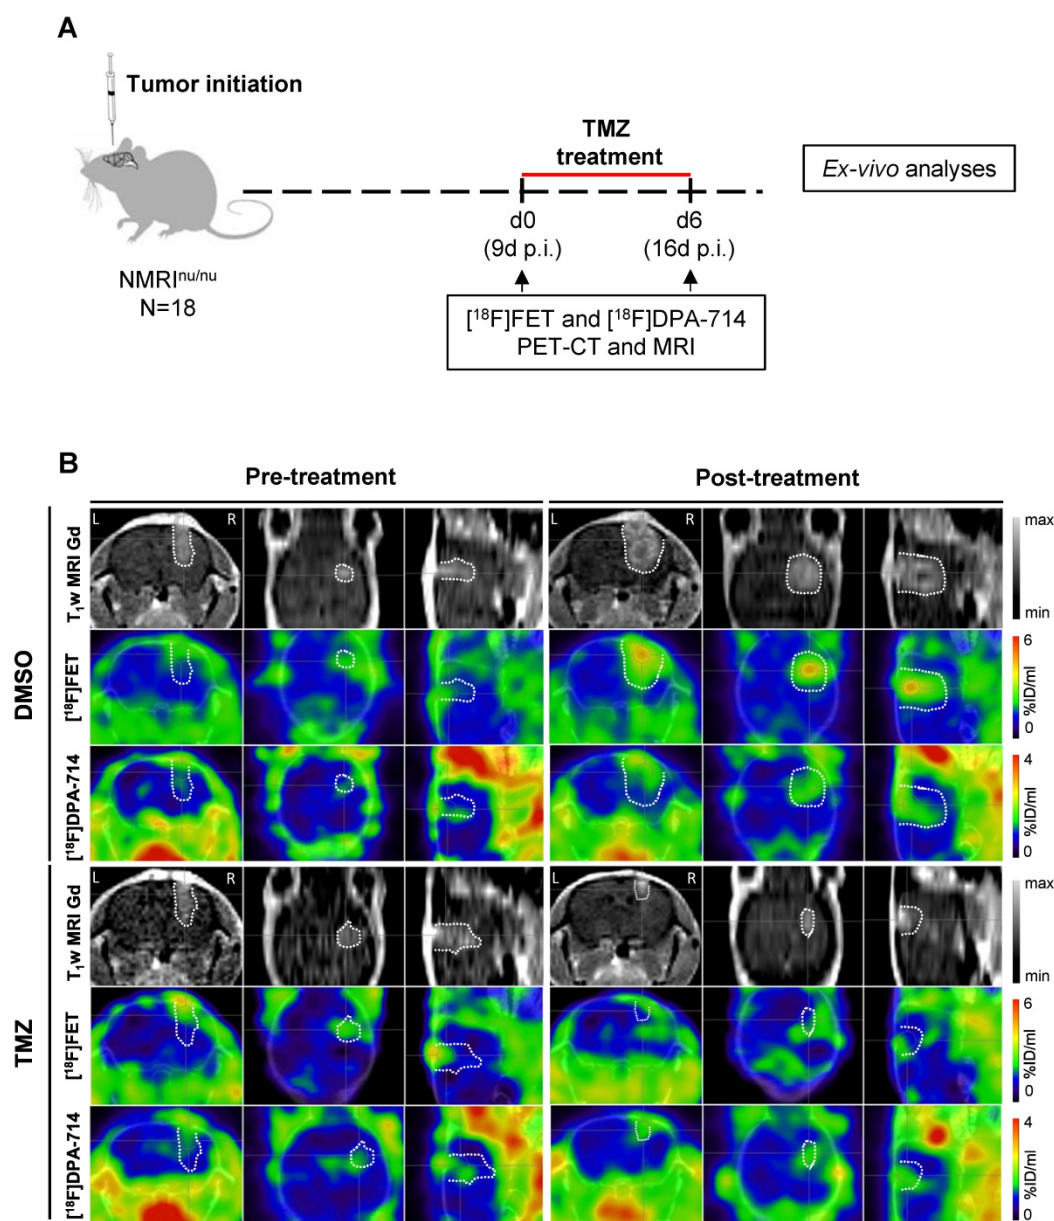 A
Tumor initiation
TMZ
treatment
Ex-vivo analyses
d0
(9d p.i.)
d6
(16d p.i.)
NMRInu/nu
N=18
[18F]FET and [18F]DPA-714
PET-CT and MRI
B
Pre-treatment
Post-treatment
DMSO
T1w MRI Gd
L
R
L
R
max
min
[18F]FET
6
%ID/ml
0
[18F]DPA-714
4
%ID/ml
0
TMZ
T1w MRI Gd
L
R
L
R
max
min
[18F]FET
6
%ID/ml
0
[18F]DPA-714
4
%ID/ml
0